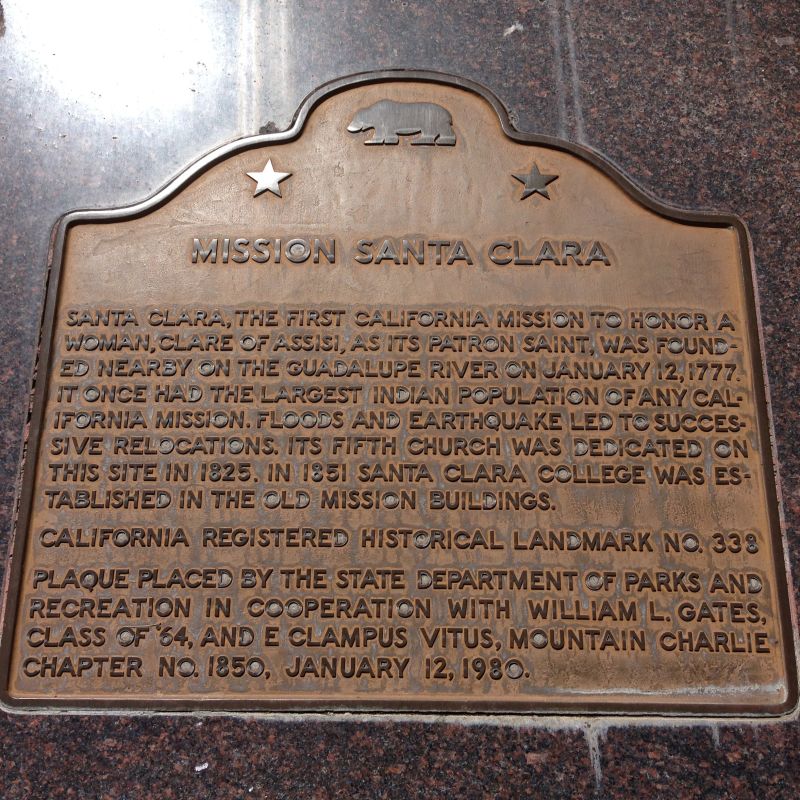 MISSION SANTA CLARA
SANTA CLARA, THE FIRST CALIFORNIA MISSION TO HONOR A
WOMAN, CLARE OF ASSISI, AS ITS PATRON SAINT, WAS FOUND-
ED NEARBY ON THE GUADALUPE RIVER ON JANUARY 12, 1777.
IT ONCE HAD THE LARGEST INDIAN POPULATION OF ANY CAL-
IFORNIA MISSION. FLOODS AND EARTHQUAKE LED TO SUCCES-
SIVE RELOCATIONS. ITS FIFTH CHURCH WAS DEDICATED ON
THIS SITE IN 1825. IN 1851 SANTA CLARA COLLEGE WAS ES-
TABLISHED IN THE OLD MISSION BUILDINGS.
CALIFORNIA REGISTERED HISTORICAL LANDMARK NO. 338
PLAQUE PLACED BY THE STATE DEPARTMENT OF PARKS AND
RECREATION IN COOPERATION WITH WILLIAM L. GATES,
CLASS OF '64, AND E CLAMPUS VITUS, MOUNTAIN CHARLIE
CHAPTER NO. 1850, JANUARY 12, 1980.